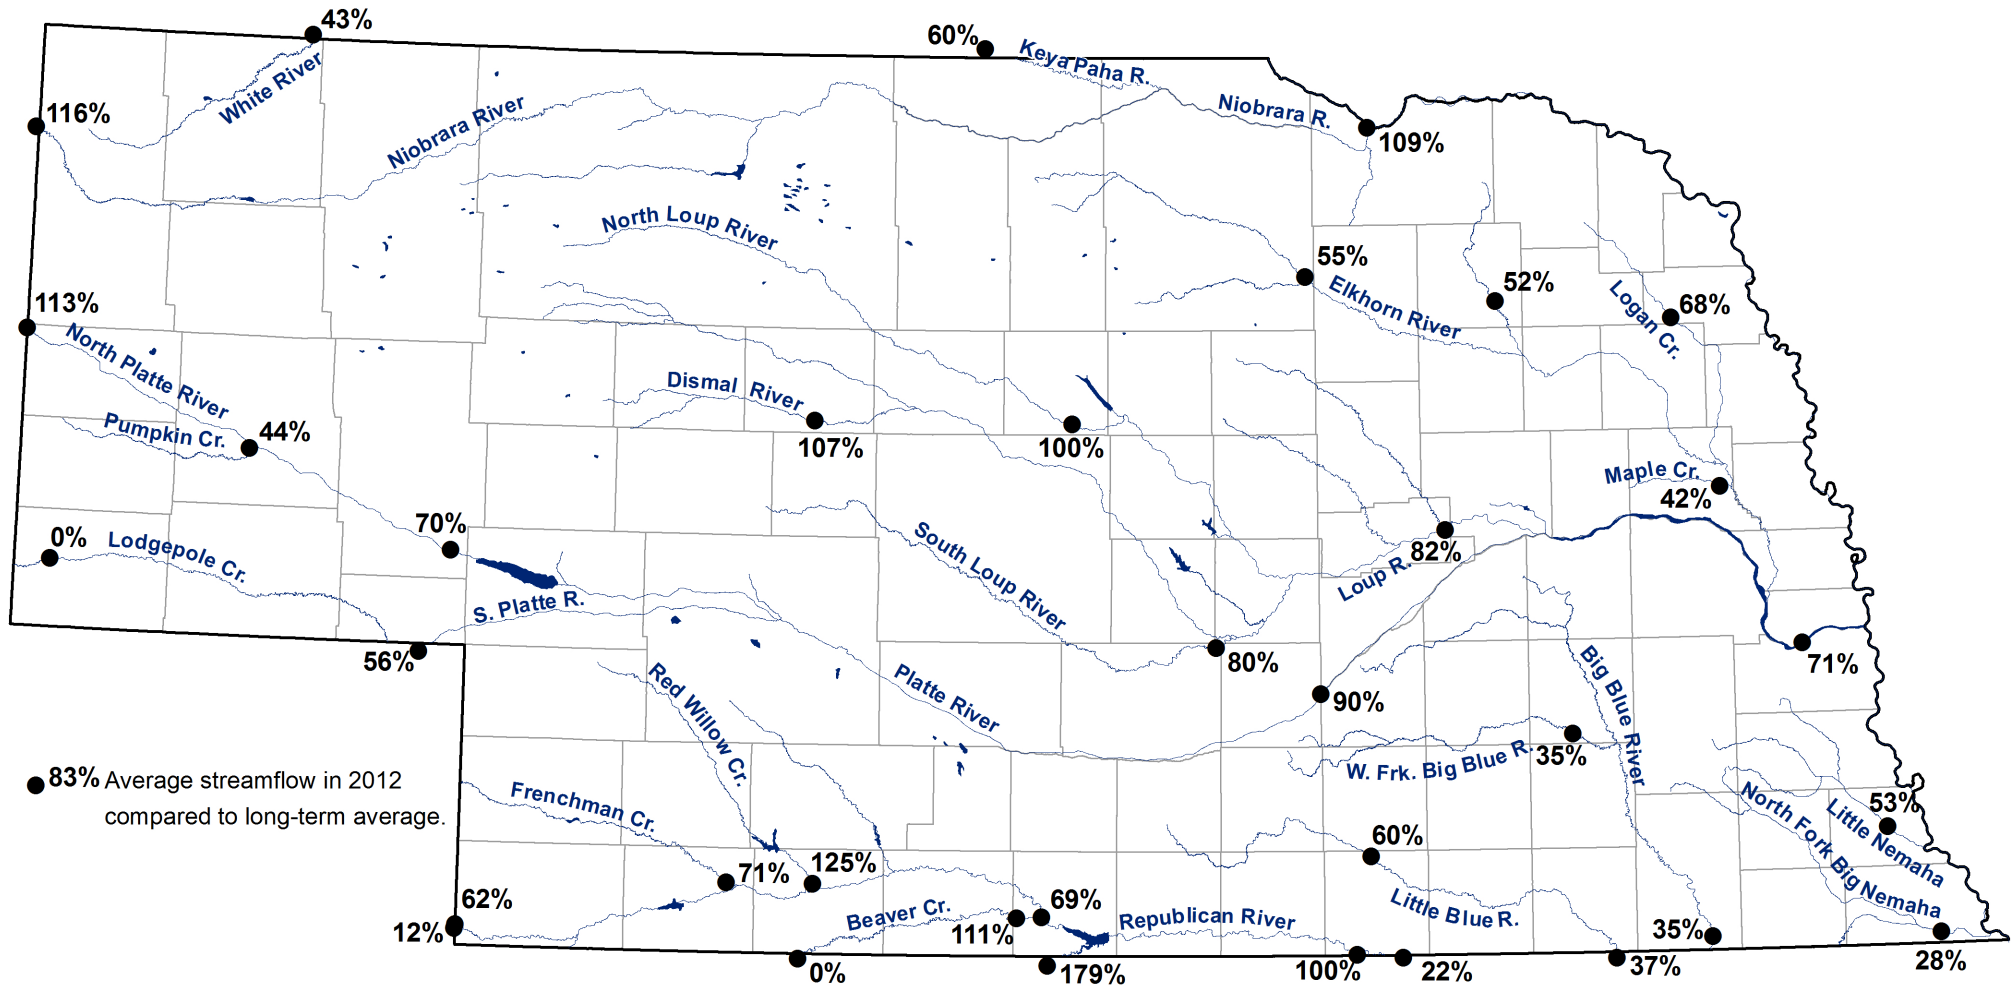 43%
60%
Keya Paha R.
White River
116%
Niobrara River
Niobrara R.
109%
North Loup River
55%
52%
Elkhorn River
Logan Cr.
68%
113%
North Platte River
Dismal River
107%
100%
Pumpkin Cr.
44%
Maple Cr.
42%
70%
0%
Lodgepole Cr.
South Loup River
82%
Loup R.
S. Platte R.
56%
80%
71%
Red Willow Cr.
Platte River
90%
Big Blue River
35%
W. Frk. Big Blue R.
83% Average streamflow in 2012
compared to long-term average.
Frenchman Cr.
53%
Little Nemaha
North Fork Big Nemaha
60%
71%
125%
62%
12%
Beaver Cr.
111%
69%
Republican River
Little Blue R.
35%
0%
179%
100%
22%
37%
28%